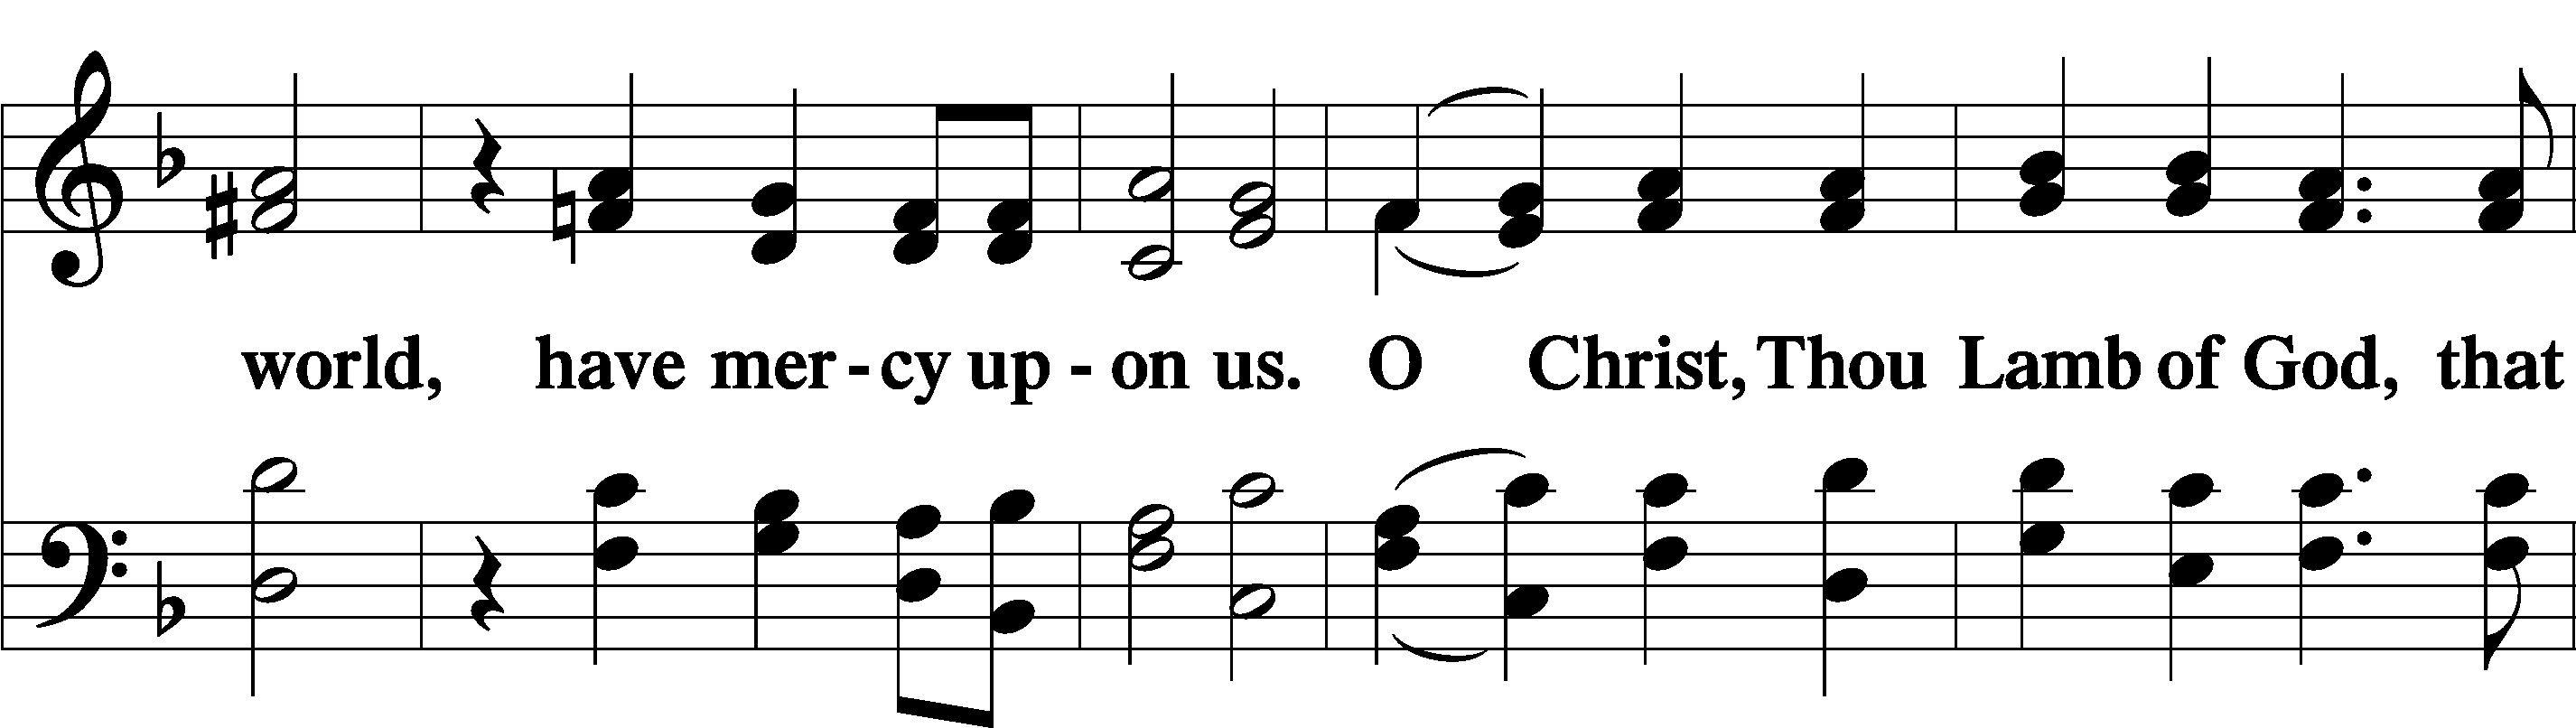 world, have mer - cy up - on us. O Christ, Thou Lamb of God, that